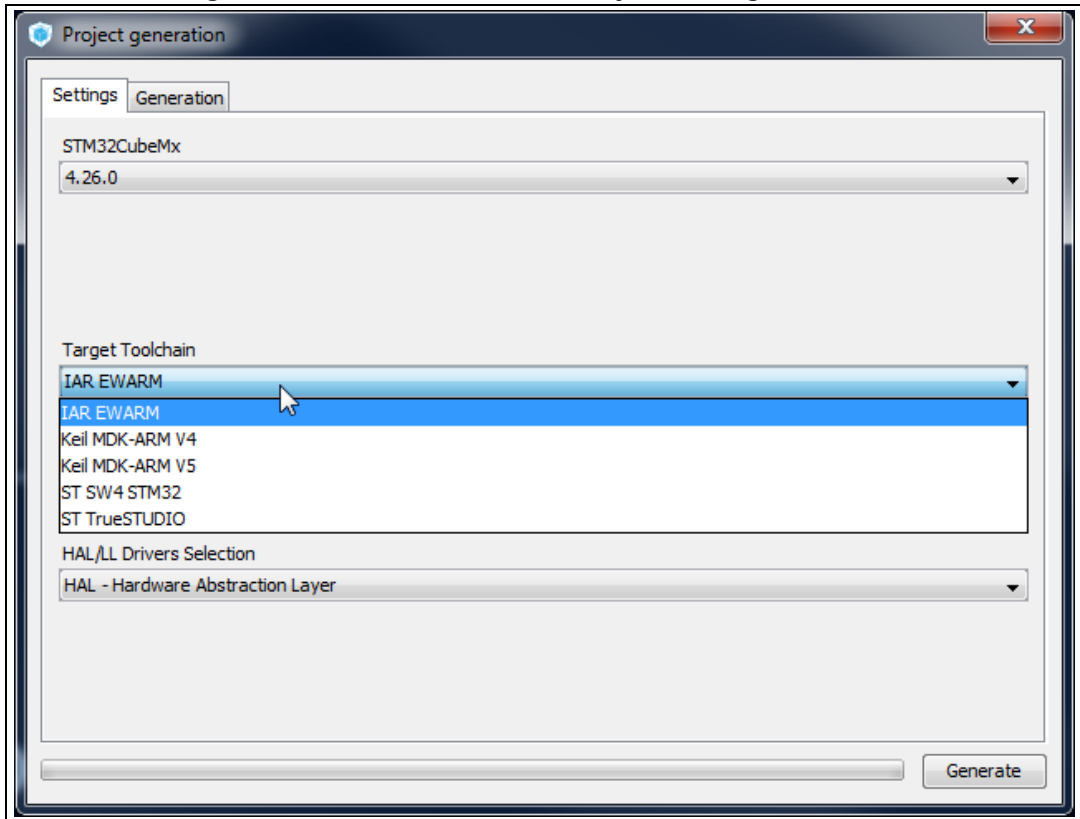 Project generation
x
Settings Generation
STM32CubeMx
4.26.0
Target Toolchain
IAR EWARM
IAR EWARM
Keil MDK-ARM V4
Keil MDK-ARM V5
ST SW4 STM32
ST TrueSTUDIO
HAL/LL Drivers Selection
HAL - Hardware Abstraction Layer
Generate